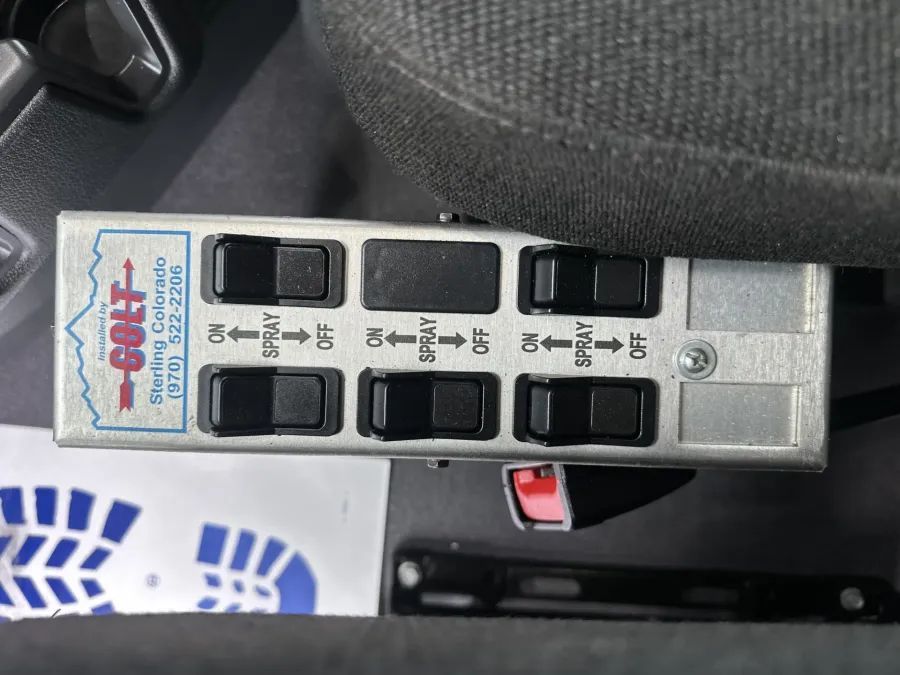 Installed by
COLT
Sterling Colorado
(970) 522-2206
ON
SPRAY
OFF
ON
SPRAY
OFF
ON
SPRAY
OFF